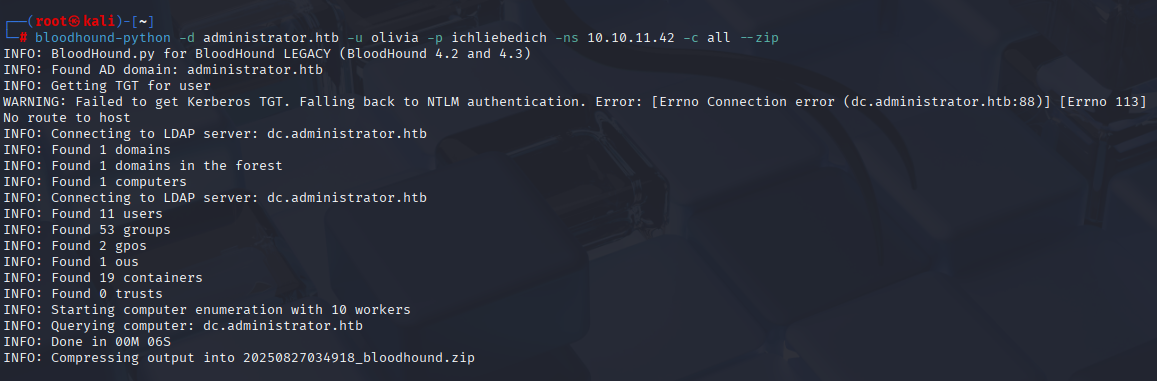 ┌──(root㉿kali)-[~]
└─# bloodhound-python -d administrator.htb -u olivia -p ichliebedich -ns 10.10.11.42 -c all --zip
INFO: BloodHound.py for BloodHound LEGACY (BloodHound 4.2 and 4.3)
INFO: Found AD domain: administrator.htb
INFO: Getting TGT for user
WARNING: Failed to get Kerberos TGT. Falling back to NTLM authentication. Error: [Errno Connection error (dc.administrator.htb:88)] [Errno 113]
No route to host
INFO: Connecting to LDAP server: dc.administrator.htb
INFO: Found 1 domains
INFO: Found 1 domains in the forest
INFO: Found 1 computers
INFO: Connecting to LDAP server: dc.administrator.htb
INFO: Found 11 users
INFO: Found 53 groups
INFO: Found 2 gpos
INFO: Found 1 ous
INFO: Found 19 containers
INFO: Found 0 trusts
INFO: Starting computer enumeration with 10 workers
INFO: Querying computer: dc.administrator.htb
INFO: Done in 00M 06S
INFO: Compressing output into 20250827034918_bloodhound.zip